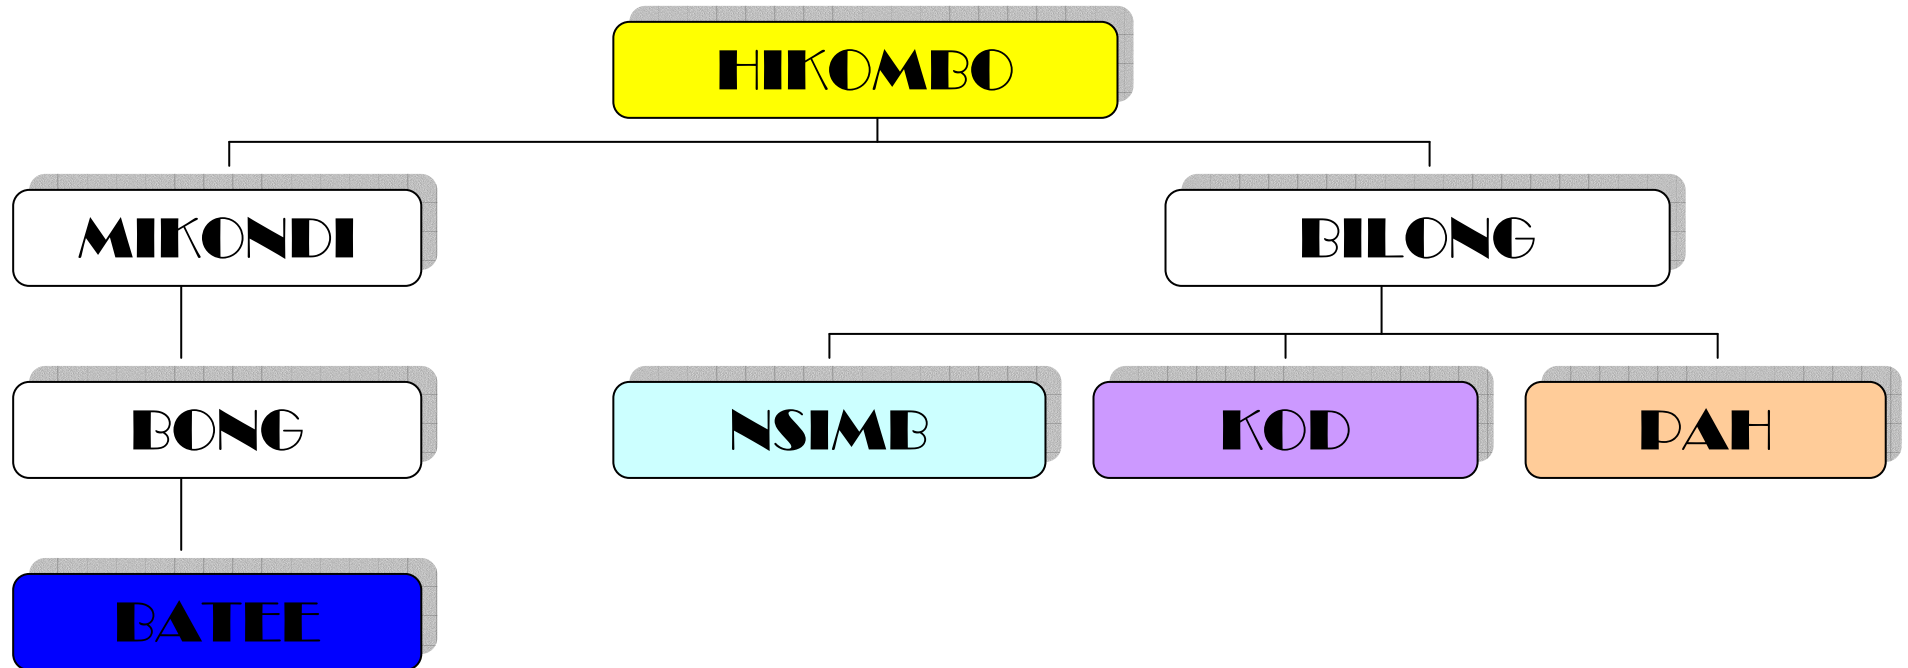 HIKOMBO
MIKONDI
BILONG
BONG
NSIMB
KOD
PAH
BATEE